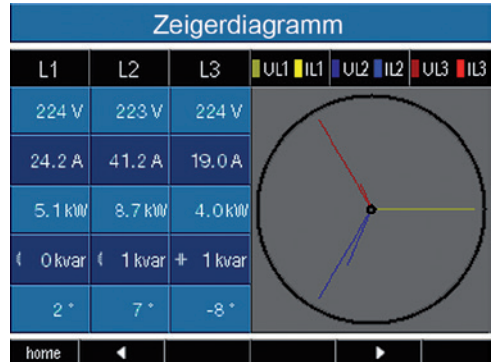 Zeigerdiagramm
L1 L2 L3 UL1 IL1 UL2 IL2 UL3 IL3
224 V 223 V 224 V
24.2 A 41.2 A 19.0 A
5.1 kW 8.7 kW 4.0 kW
0 kvar 1 kvar 1 kvar
2 ° 7 ° -8 °
home